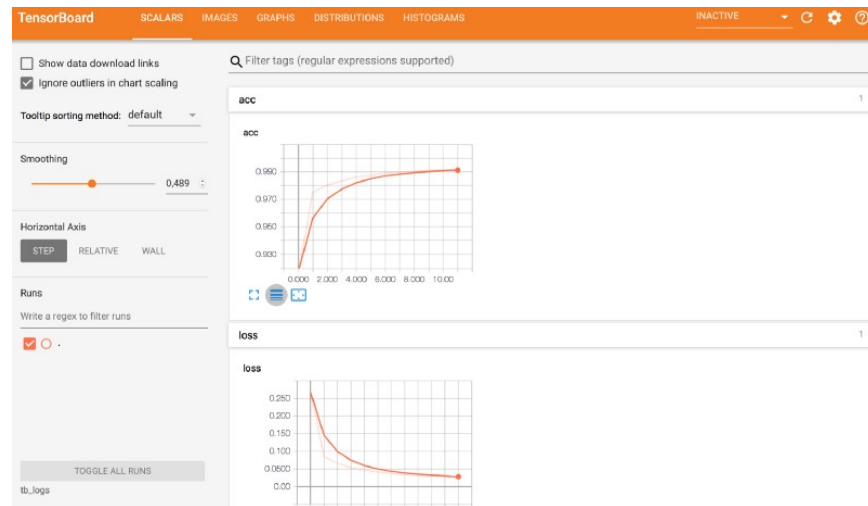 TensorBoard SCALARS IMAGES GRAPHS DISTRIBUTIONS HISTOGRAMS INACTIVE
Show data download links
Ignore outliers in chart scaling
Tooltip sorting method: default
Smoothing
0,489
Horizontal Axis
STEP RELATIVE WALL
Runs
Write a regex to filter runs
.
TOGGLE ALL RUNS
tb_logs
Filter tags (regular expressions supported)
acc 1
acc
0.990
0.970
0.950
0.930
0.000 2.000 4.000 6.000 8.000 10.00
loss 1
loss
0.250
0.200
0.150
0.100
0.0500
0.00